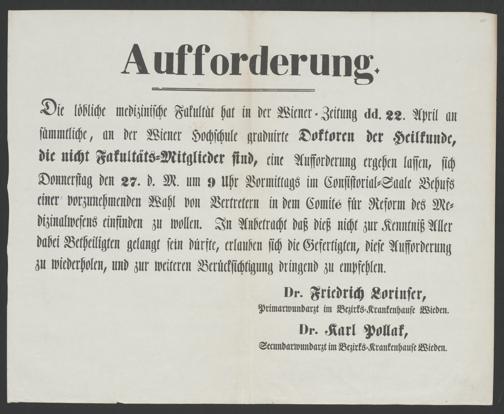 Aufforderung.
Die löbliche medizinische Fakultät hat in der Wiener-Zeitung dd. 22. April an
sämmtliche, an der Wiener Hochschule graduirte Doktoren der Heilkunde,
die nicht Fakultäts-Mitglieder sind, eine Aufforderung ergehen lassen, sich
Donnerstag den 27. d. M. um 9 Uhr Vormittags im Consistorial-Saale Behufs
einer vorzunehmenden Wahl von Vertretern in dem Comité für Reform des Me-
dizinalwesens einfinden zu wollen. In Anbetracht daß dieß nicht zur Kenntniß Aller
dabei Betheiligten gelangt sein dürfte, erlauben sich die Gefertigten, diese Aufforderung
zu wiederholen, und zur weiteren Berücksichtigung dringend zu empfehlen.
Dr. Friedrich Lorinser,
Primarwundarzt im Bezirks-Krankenhause Wieden.
Dr. Karl Pollak,
Secundarwundarzt im Bezirks-Krankenhause Wieden.